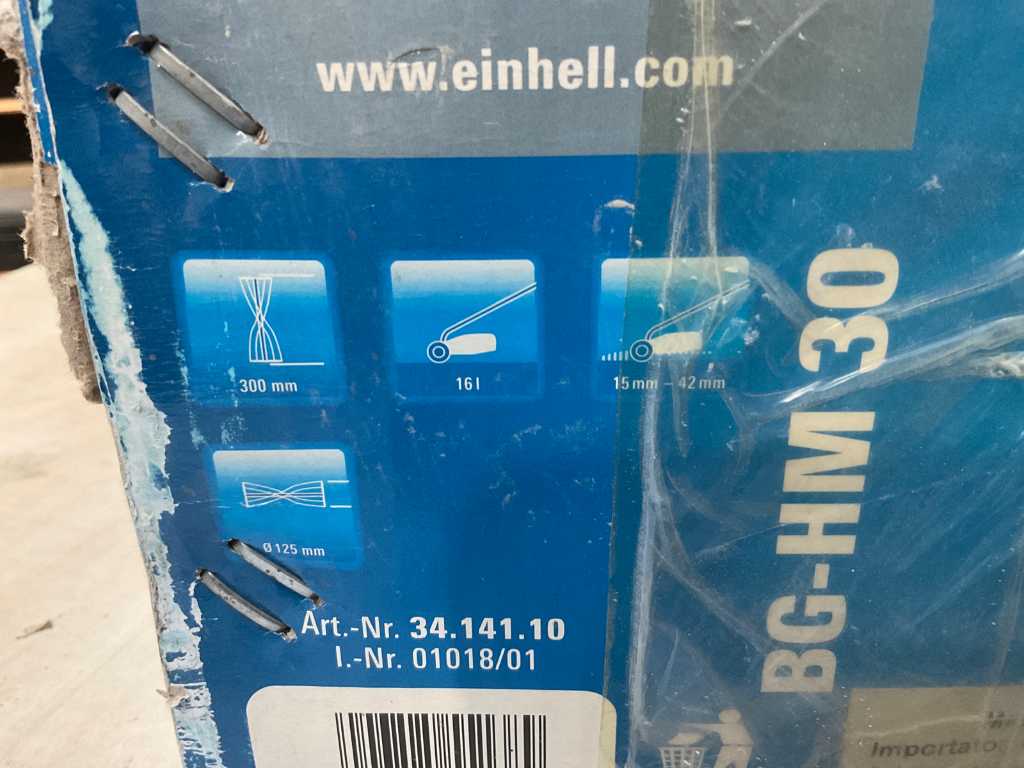 www.einhell.com
300 mm
16 l
15 mm – 42 mm
Ø 125 mm
Art.-Nr. 34.141.10
I.-Nr. 01018/01
BG-HM 30